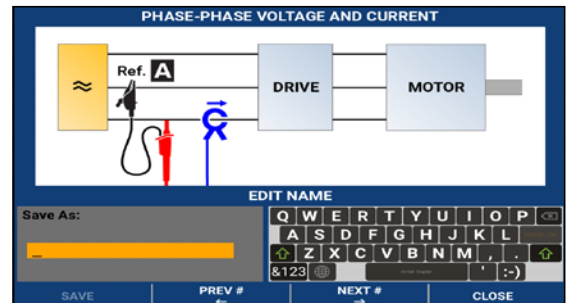 PHASE-PHASE VOLTAGE AND CURRENT
Ref. A
≈ DRIVE MOTOR
EDIT NAME
Save As:
_
Q W E R T Y U I O P
A S D F G H J K L
Z X C V B N M , .
&123 ' :-)
SAVE PREV # ← NEXT # → CLOSE